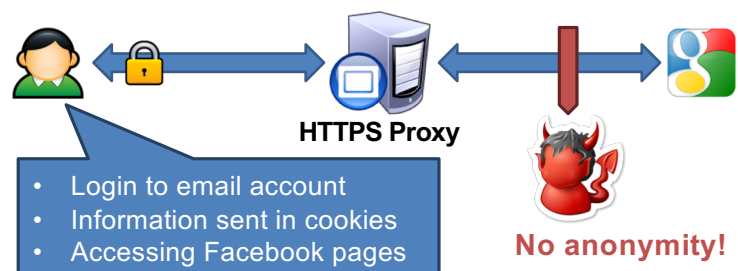 HTTPS Proxy
• Login to email account
• Information sent in cookies
• Accessing Facebook pages
No anonymity!